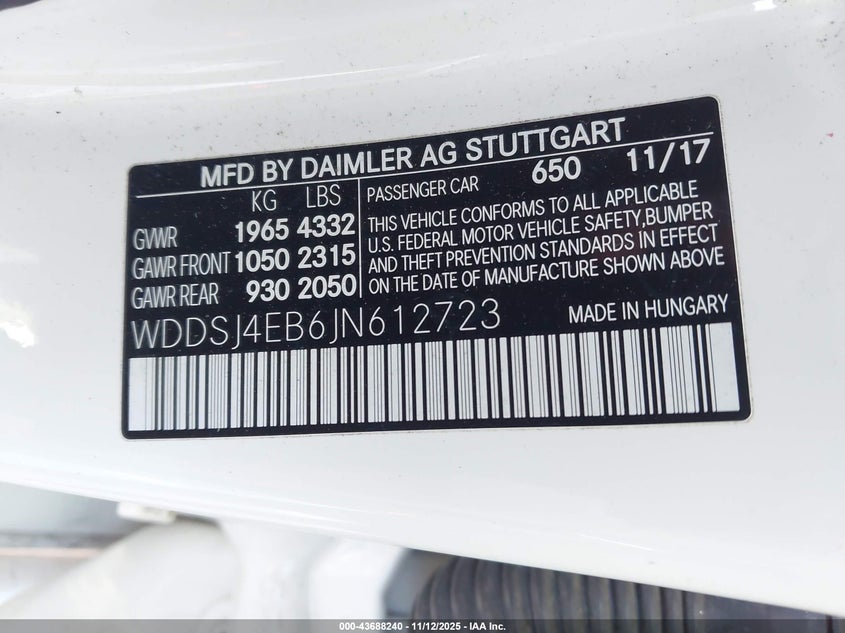 MFD BY DAIMLER AG STUTTGART
KG LBS
GVWR 1965 4332
GAWR FRONT 1050 2315
GAWR REAR 930 2050
PASSENGER CAR 650 11/17
THIS VEHICLE CONFORMS TO ALL APPLICABLE
U.S. FEDERAL MOTOR VEHICLE SAFETY, BUMPER
AND THEFT PREVENTION STANDARDS IN EFFECT
ON THE DATE OF MANUFACTURE SHOWN ABOVE
WDDSJ4EB6JN612723
MADE IN HUNGARY
000-43688240 - 11/12/2025 - IAA Inc.